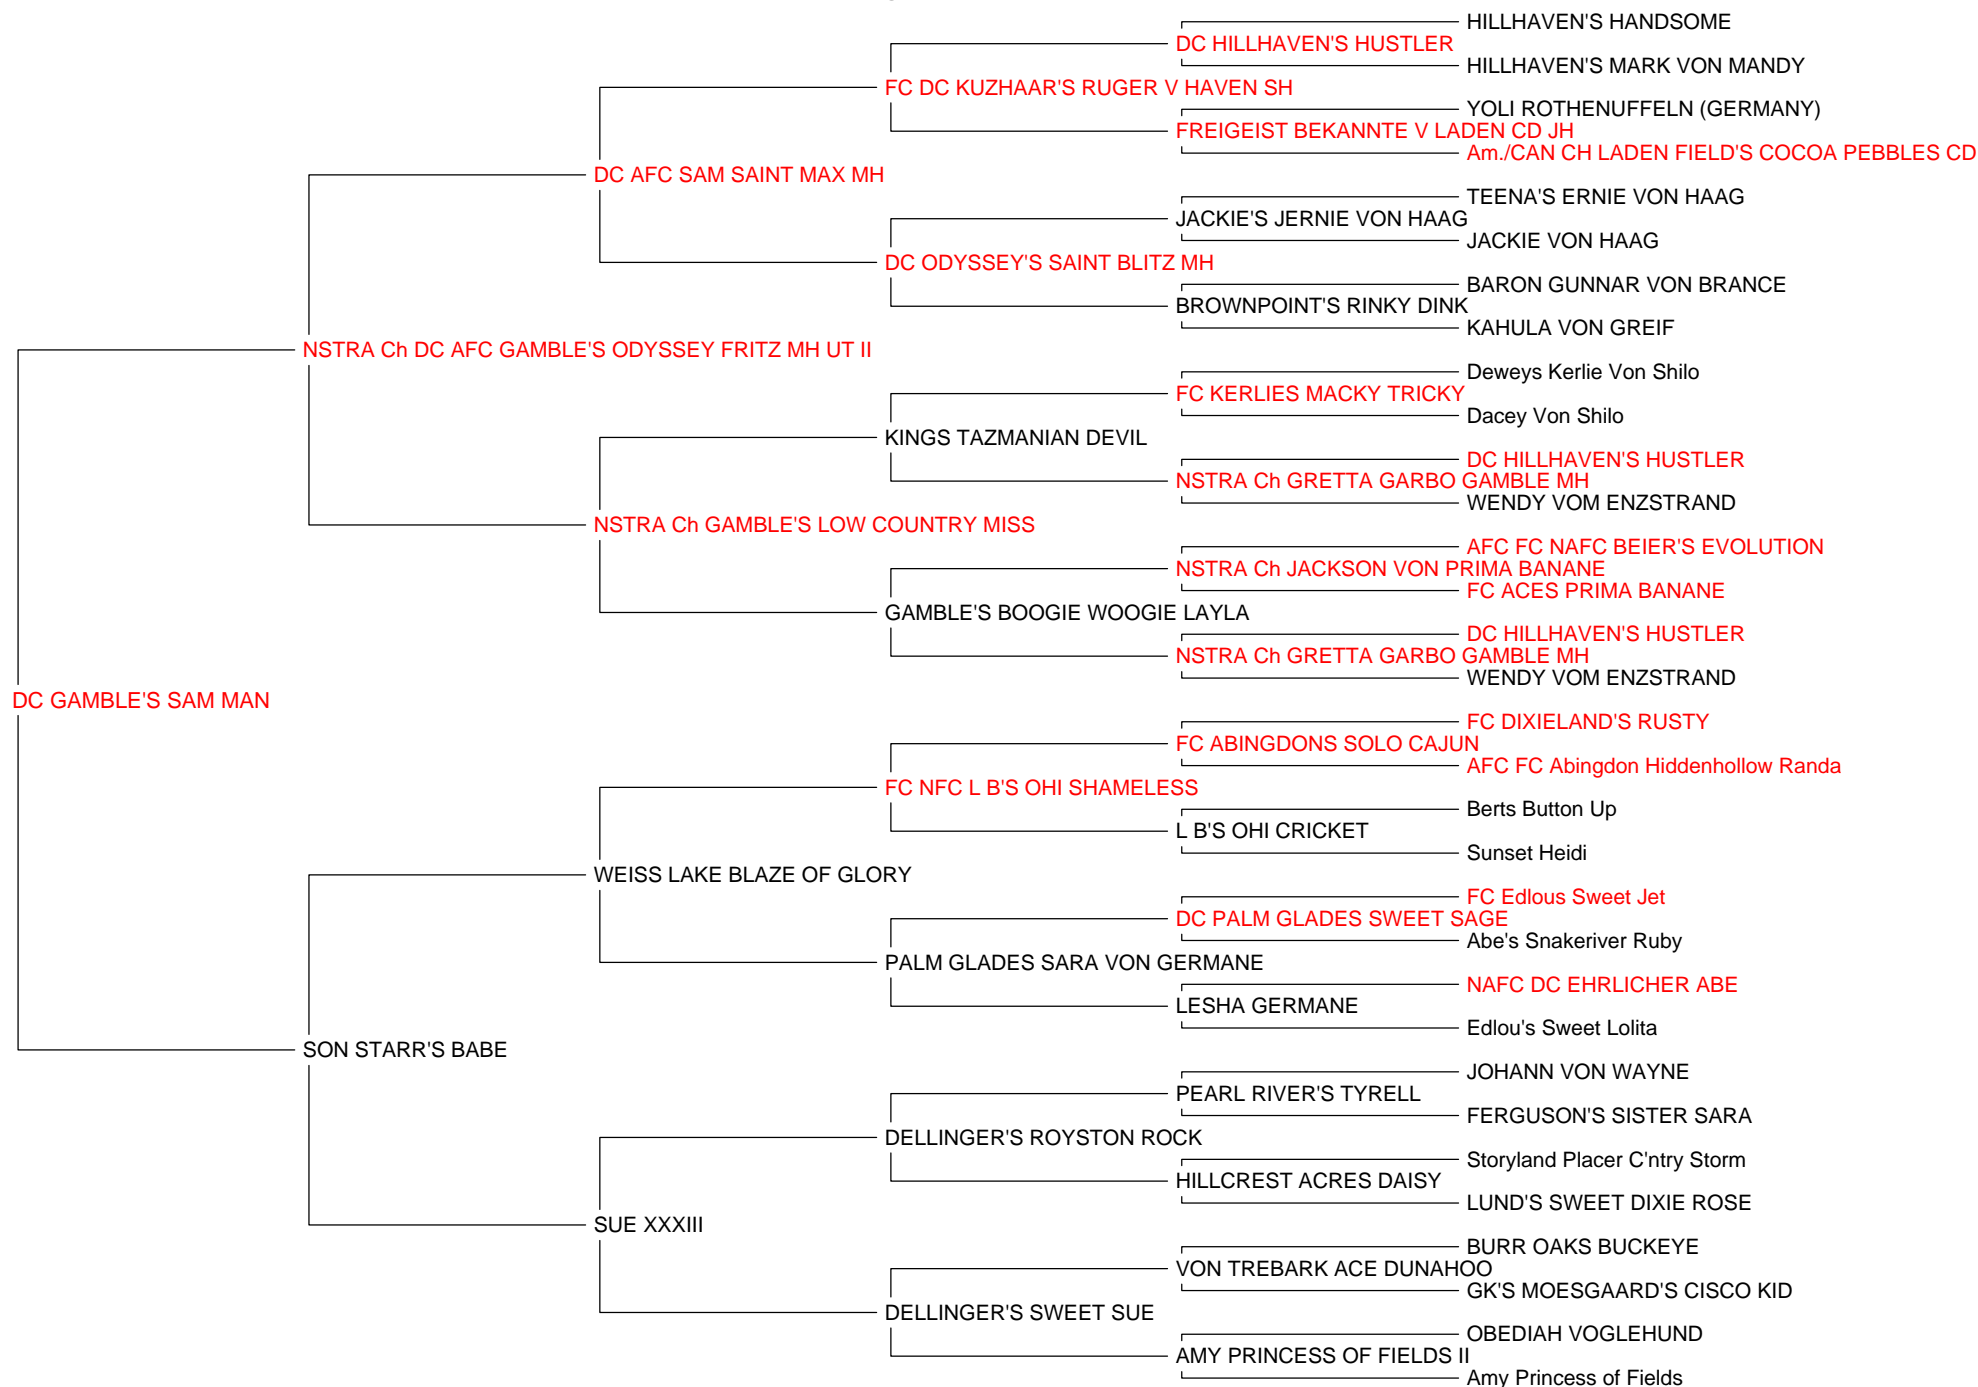 HILLHAVEN'S HANDSOME
DC HILLHAVEN'S HUSTLER
HILLHAVEN'S MARK VON MANDY
FC DC KUZHAAR'S RUGER V HAVEN SH
YOLI ROTHENUFFELN (GERMANY)
FREIGEIST BEKANNTE V LADEN CD JH
Am./CAN CH LADEN FIELD'S COCOA PEBBLES CD
DC AFC SAM SAINT MAX MH
TEENA'S ERNIE VON HAAG
JACKIE'S JERNIE VON HAAG
JACKIE VON HAAG
DC ODYSSEY'S SAINT BLITZ MH
BARON GUNNAR VON BRANCE
BROWNPOINT'S RINKY DINK
KAHULA VON GREIF
NSTRA Ch DC AFC GAMBLE'S ODYSSEY FRITZ MH UT II
Deweys Kerlie Von Shilo
FC KERLIES MACKY TRICKY
Dacey Von Shilo
KINGS TAZMANIAN DEVIL
DC HILLHAVEN'S HUSTLER
NSTRA Ch GRETTA GARBO GAMBLE MH
WENDY VOM ENZSTRAND
NSTRA Ch GAMBLE'S LOW COUNTRY MISS
AFC FC NAFC BEIER'S EVOLUTION
NSTRA Ch JACKSON VON PRIMA BANANE
FC ACES PRIMA BANANE
GAMBLE'S BOOGIE WOOGIE LAYLA
DC HILLHAVEN'S HUSTLER
NSTRA Ch GRETTA GARBO GAMBLE MH
WENDY VOM ENZSTRAND
DC GAMBLE'S SAM MAN
FC DIXIELAND'S RUSTY
FC ABINGDONS SOLO CAJUN
AFC FC Abingdon Hiddenhollow Randa
FC NFC L B'S OHI SHAMELESS
Berts Button Up
L B'S OHI CRICKET
Sunset Heidi
WEISS LAKE BLAZE OF GLORY
FC Edlous Sweet Jet
DC PALM GLADES SWEET SAGE
Abe's Snakeriver Ruby
PALM GLADES SARA VON GERMANE
NAFC DC EHRLICHER ABE
LESHA GERMANE
Edlou's Sweet Lolita
SON STARR'S BABE
JOHANN VON WAYNE
PEARL RIVER'S TYRELL
FERGUSON'S SISTER SARA
DELLINGER'S ROYSTON ROCK
Storyland Placer C'ntry Storm
HILLCREST ACRES DAISY
LUND'S SWEET DIXIE ROSE
SUE XXXIII
BURR OAKS BUCKEYE
VON TREBARK ACE DUNAHOO
GK'S MOESGAARD'S CISCO KID
DELLINGER'S SWEET SUE
OBEDIAH VOGLEHUND
AMY PRINCESS OF FIELDS II
Amy Princess of Fields